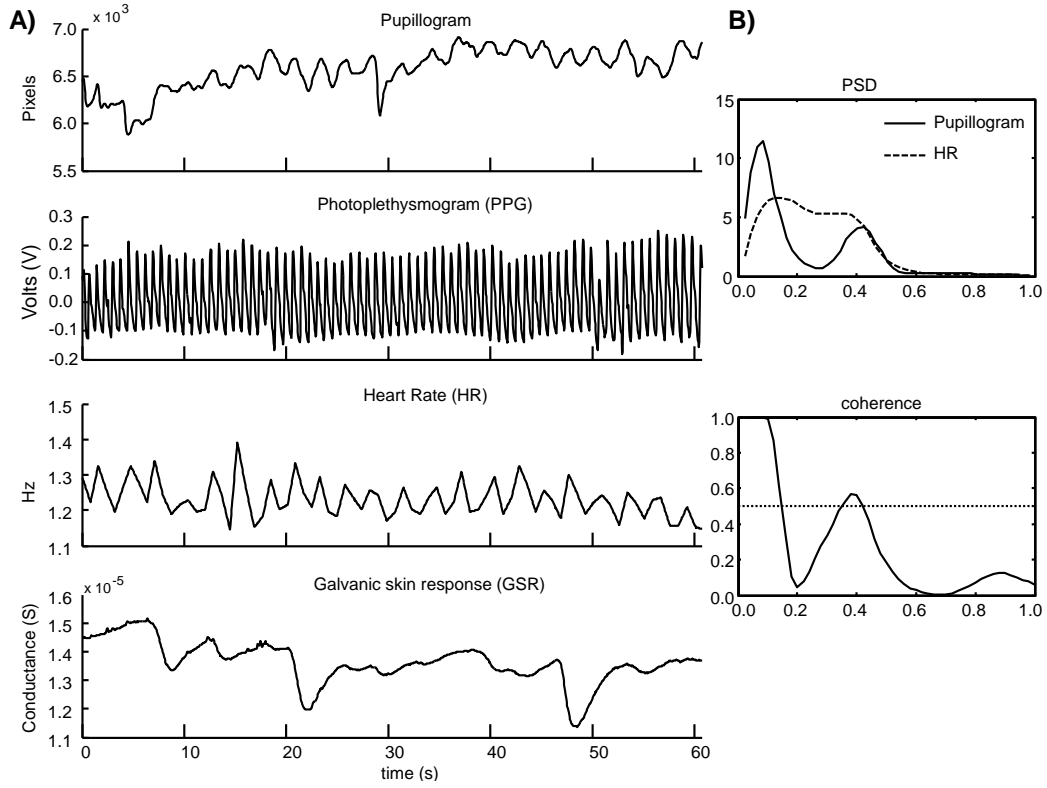 A)
x 10³
Pupillogram
7.0
6.5
6.0
5.5
Pixels
Photoplethysmogram (PPG)
0.3
0.2
0.1
0.0
-0.1
-0.2
Volts (V)
Heart Rate (HR)
1.5
1.4
1.3
1.2
1.1
Hz
x 10⁻⁵
Galvanic skin response (GSR)
1.6
1.5
1.4
1.3
1.2
1.1
Conductance (S)
0 10 20 30 40 50 60
time (s)
B)
PSD
15
10
5
0
Pupillogram
HR
0.0 0.2 0.4 0.6 0.8 1.0
coherence
1.0
0.8
0.6
0.4
0.2
0.0
0.0 0.2 0.4 0.6 0.8 1.0